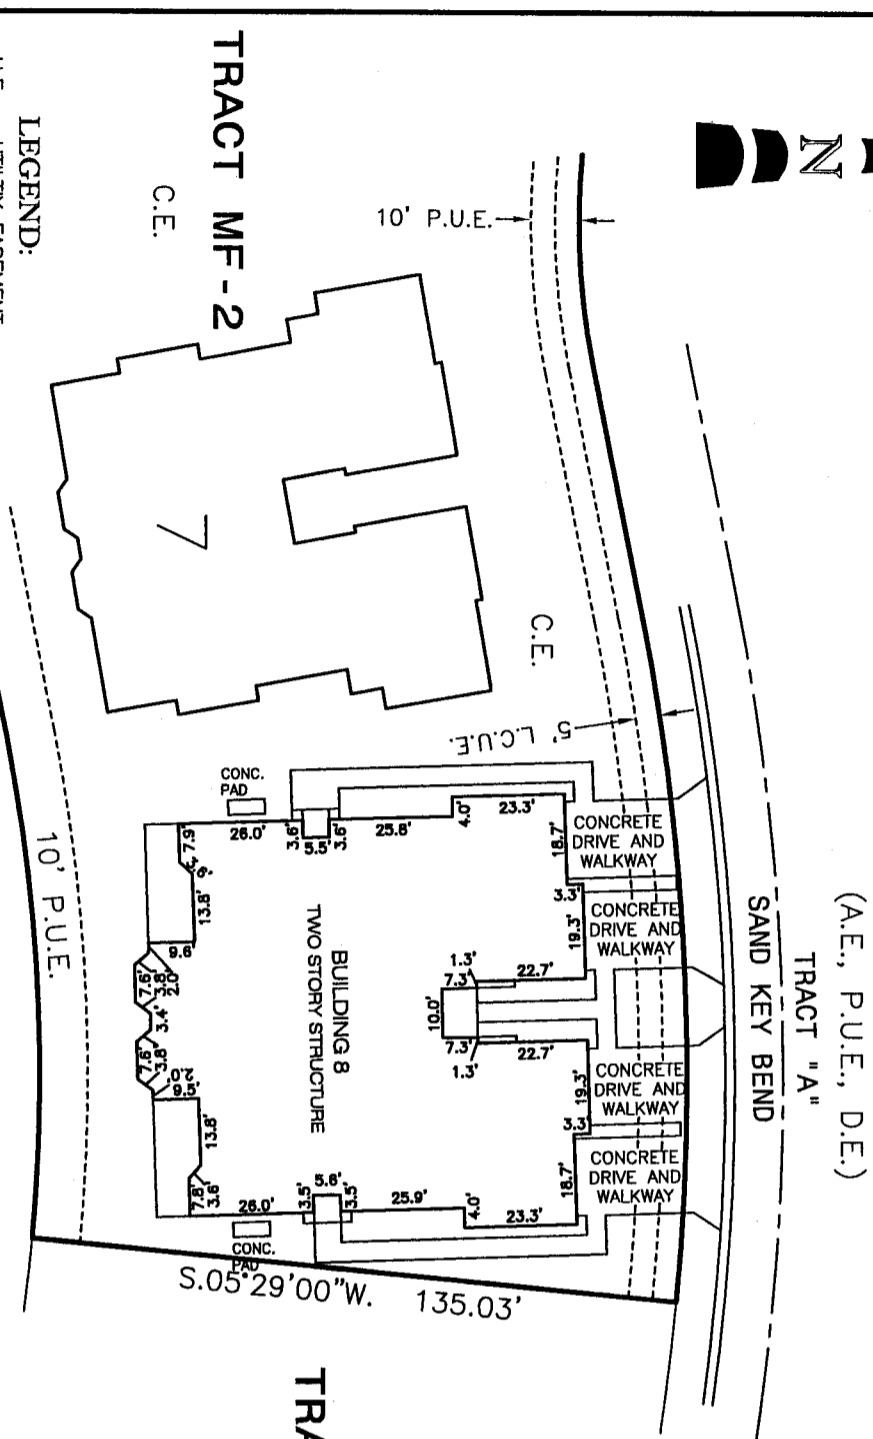 N
(A.E., P.U.E., D.E.)
TRACT "A"
SAND KEY BEND
TRACT MF-2
C.E.
10' P.U.E.
LEGEND:
7
C.E.
5' L.C.U.E.
10' P.U.E.
CONC.
PAD
26.0'
3.6'
5.5'
3.6'
25.8'
4.0'
23.3'
18.7'
CONCRETE
DRIVE AND
WALKWAY
3.3'
19.3'
CONCRETE
DRIVE AND
WALKWAY
22.7'
1.3'
7.3'
10.0'
7.3'
1.3'
22.7'
19.3'
CONCRETE
DRIVE AND
WALKWAY
3.3'
18.7'
CONCRETE
DRIVE AND
WALKWAY
23.3'
4.0'
25.9'
3.5'
5.6'
3.5'
26.0'
CONC.
PAD
BUILDING 8
TWO STORY STRUCTURE
7.9'
13.8'
9.6'
2.0'
3.8'
7.6'
3.4'
3.8'
7.6'
2.0'
9.5'
13.8'
3.6'
7.8'
S.05°29'00"W. 135.03'